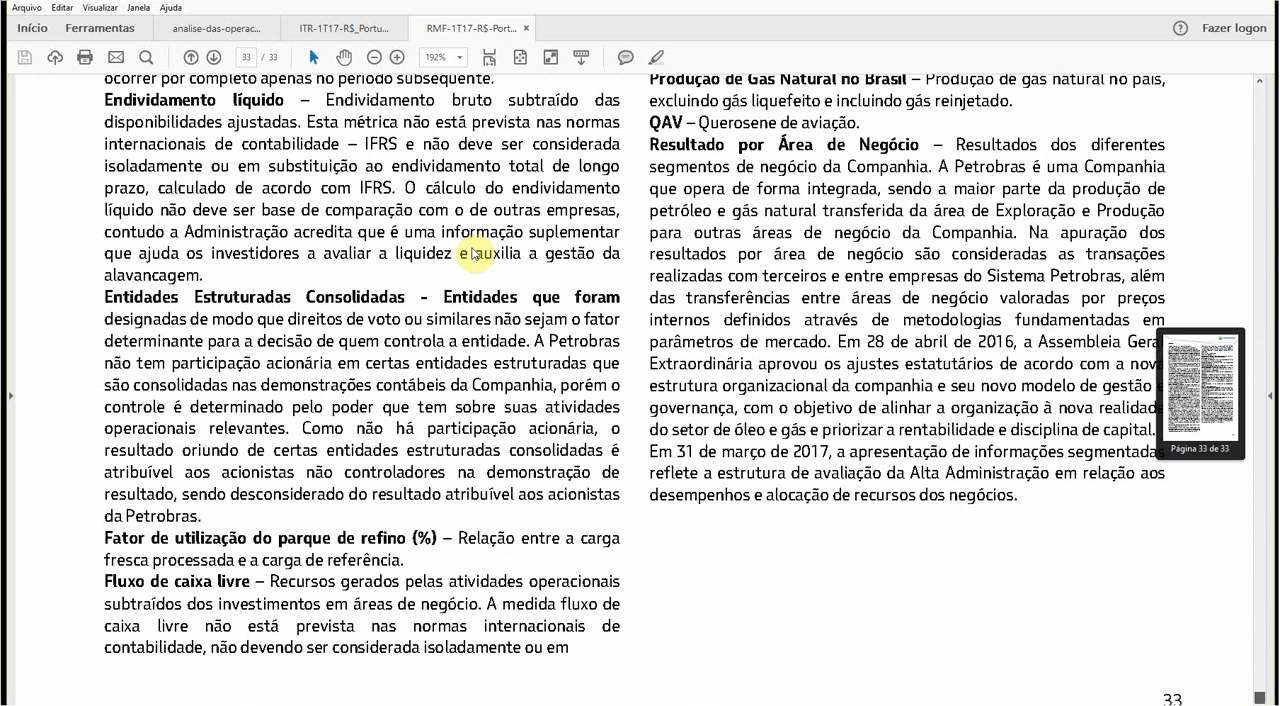 Arquivo Editar Visualizar Janela Ajuda
Início Ferramentas analise-das-operac... ITR-1T17-R$_Portu... RMF-1T17-R$-Port... × ? Fazer logon
33 / 33 192%
ocorrer por completo apenas no período subsequente.
Endividamento líquido – Endividamento bruto subtraído das
disponibilidades ajustadas. Esta métrica não está prevista nas normas
internacionais de contabilidade – IFRS e não deve ser considerada
isoladamente ou em substituição ao endividamento total de longo
prazo, calculado de acordo com IFRS. O cálculo do endividamento
líquido não deve ser base de comparação com o de outras empresas,
contudo a Administração acredita que é uma informação suplementar
que ajuda os investidores a avaliar a liquidez e auxilia a gestão da
alavancagem.
Entidades Estruturadas Consolidadas - Entidades que foram
designadas de modo que direitos de voto ou similares não sejam o fator
determinante para a decisão de quem controla a entidade. A Petrobras
não tem participação acionária em certas entidades estruturadas que
são consolidadas nas demonstrações contábeis da Companhia, porém o
controle é determinado pelo poder que tem sobre suas atividades
operacionais relevantes. Como não há participação acionária, o
resultado oriundo de certas entidades estruturadas consolidadas é
atribuível aos acionistas não controladores na demonstração de
resultado, sendo desconsiderado do resultado atribuível aos acionistas
da Petrobras.
Fator de utilização do parque de refino (%) – Relação entre a carga
fresca processada e a carga de referência.
Fluxo de caixa livre – Recursos gerados pelas atividades operacionais
subtraídos dos investimentos em áreas de negócio. A medida fluxo de
caixa livre não está prevista nas normas internacionais de
contabilidade, não devendo ser considerada isoladamente ou em
Produção de Gás Natural no Brasil – Produção de gás natural no país,
excluindo gás liquefeito e incluindo gás reinjetado.
QAV – Querosene de aviação.
Resultado por Área de Negócio – Resultados dos diferentes
segmentos de negócio da Companhia. A Petrobras é uma Companhia
que opera de forma integrada, sendo a maior parte da produção de
petróleo e gás natural transferida da área de Exploração e Produção
para outras áreas de negócio da Companhia. Na apuração dos
resultados por área de negócio são consideradas as transações
realizadas com terceiros e entre empresas do Sistema Petrobras, além
das transferências entre áreas de negócio valoradas por preços
internos definidos através de metodologias fundamentadas em
parâmetros de mercado. Em 28 de abril de 2016, a Assembleia Geral
Extraordinária aprovou os ajustes estatutários de acordo com a nova
estrutura organizacional da companhia e seu novo modelo de gestão e
governança, com o objetivo de alinhar a organização à nova realidade
do setor de óleo e gás e priorizar a rentabilidade e disciplina de capital.
Em 31 de março de 2017, a apresentação de informações segmentadas
reflete a estrutura de avaliação da Alta Administração em relação aos
desempenhos e alocação de recursos dos negócios.
Página 33 de 33
33